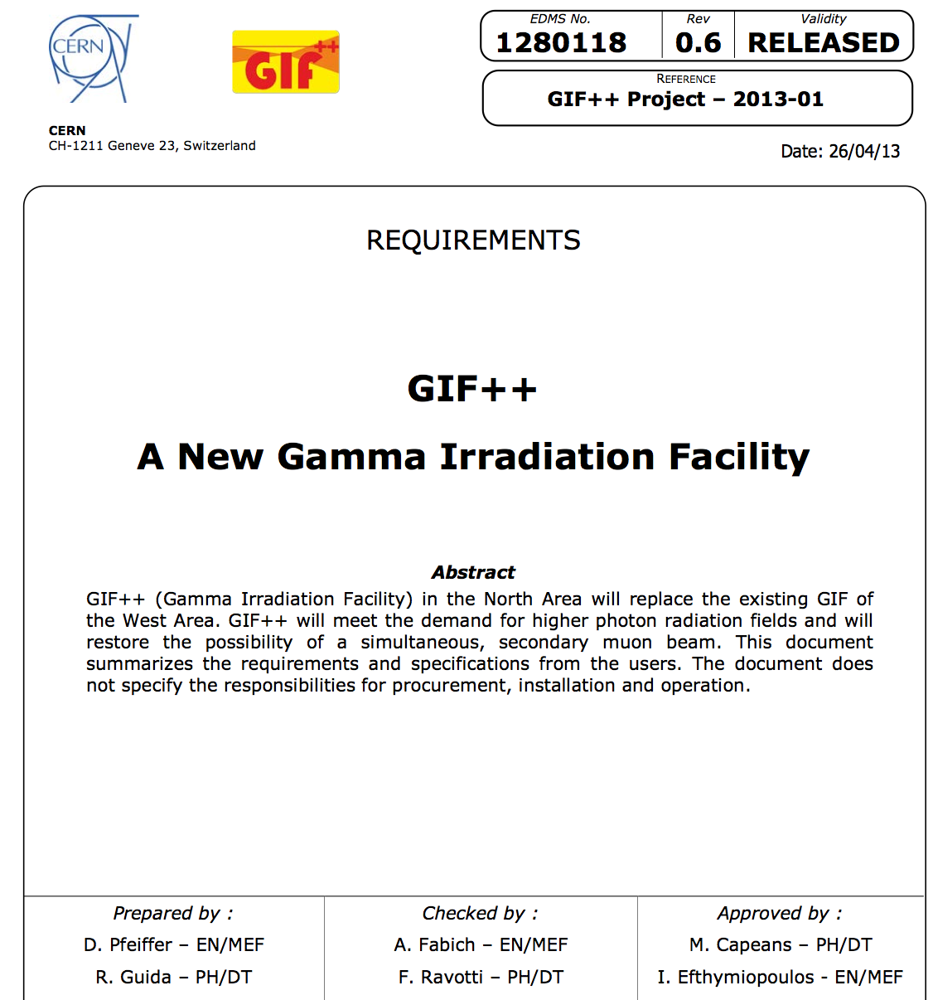 CERN
GIF++
EDMS No. Rev Validity
1280118 0.6 RELEASED
REFERENCE
GIF++ Project – 2013-01
CERN
CH-1211 Geneve 23, Switzerland
Date: 26/04/13
REQUIREMENTS
GIF++
A New Gamma Irradiation Facility
Abstract
GIF++ (Gamma Irradiation Facility) in the North Area will replace the existing GIF of
the West Area. GIF++ will meet the demand for higher photon radiation fields and will
restore the possibility of a simultaneous, secondary muon beam. This document
summarizes the requirements and specifications from the users. The document does
not specify the responsibilities for procurement, installation and operation.
Prepared by :
D. Pfeiffer – EN/MEF
R. Guida – PH/DT
Checked by :
A. Fabich – EN/MEF
F. Ravotti – PH/DT
Approved by :
M. Capeans – PH/DT
I. Efthymiopoulos - EN/MEF